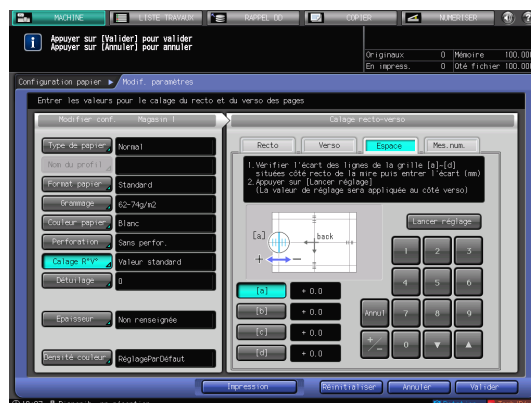 MACHINE
LISTE TRAVAUX
RAPPEL OD
COPIER
NUMERISER
Appuyer sur [Valider] pour valider
Appuyer sur [Annuler] pour annuler
Originaux 0 Mémoire 100.00
En impress. 0 Qté fichier 100.00
Configuration papier Modif. paramètres
Entrer les valeurs pour le calage du recto et du verso des pages
Modifier conf. Magasin 1
Calage recto-verso
Type de papier Normal
Nom du profil
Format papier Standard
Grammage 62-74g/m2
Couleur papier Blanc
Perforation Sans perfor.
Calage R°V° Valeur standard
Détuilage 0
Epaisseur Non renseignée
Densité couleur RéglageParDéfaut
Recto Verso Espace Mes.num.
1.Vérifier l'écart des lignes de la grille [a]-[d]
situées côté recto de la mire puis entrer l'écart (mm)
2.Appuyer sur [Lancer réglage]
(La valeur de réglage sera appliquée au côté verso)
[a]
back
+ -
Lancer réglage
[a] + 0.0
[b] + 0.0
[c] + 0.0
[d] + 0.0
1 2 3
4 5 6
Annul 7 8 9
+/- 0 ▼ ▲
Impression Réinitialiser Annuler Valider